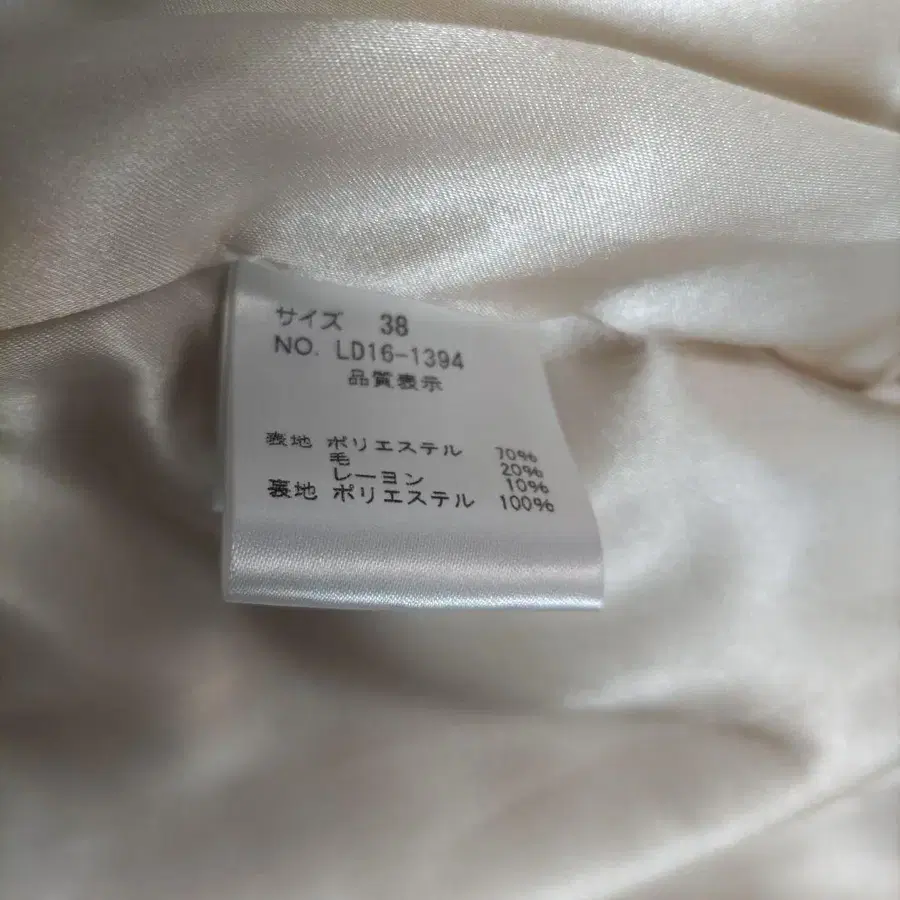 サイズ 38
NO. LD16-1394
品質表示
表地 ポリエステル 70%
毛 20%
レーヨン 10%
裏地 ポリエステル 100%